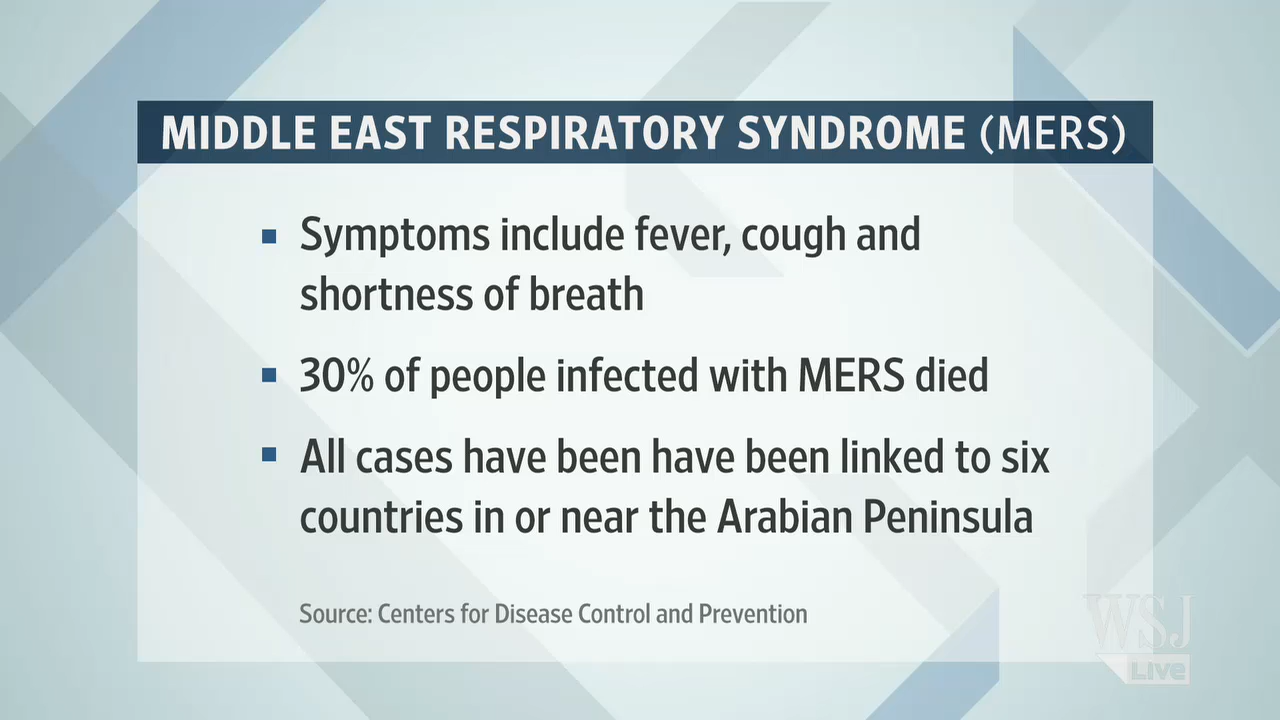 MIDDLE EAST RESPIRATORY SYNDROME (MERS)
Symptoms include fever, cough and
shortness of breath
30% of people infected with MERS died
All cases have been have been linked to six
countries in or near the Arabian Peninsula
Source: Centers for Disease Control and Prevention
WSJ
Live